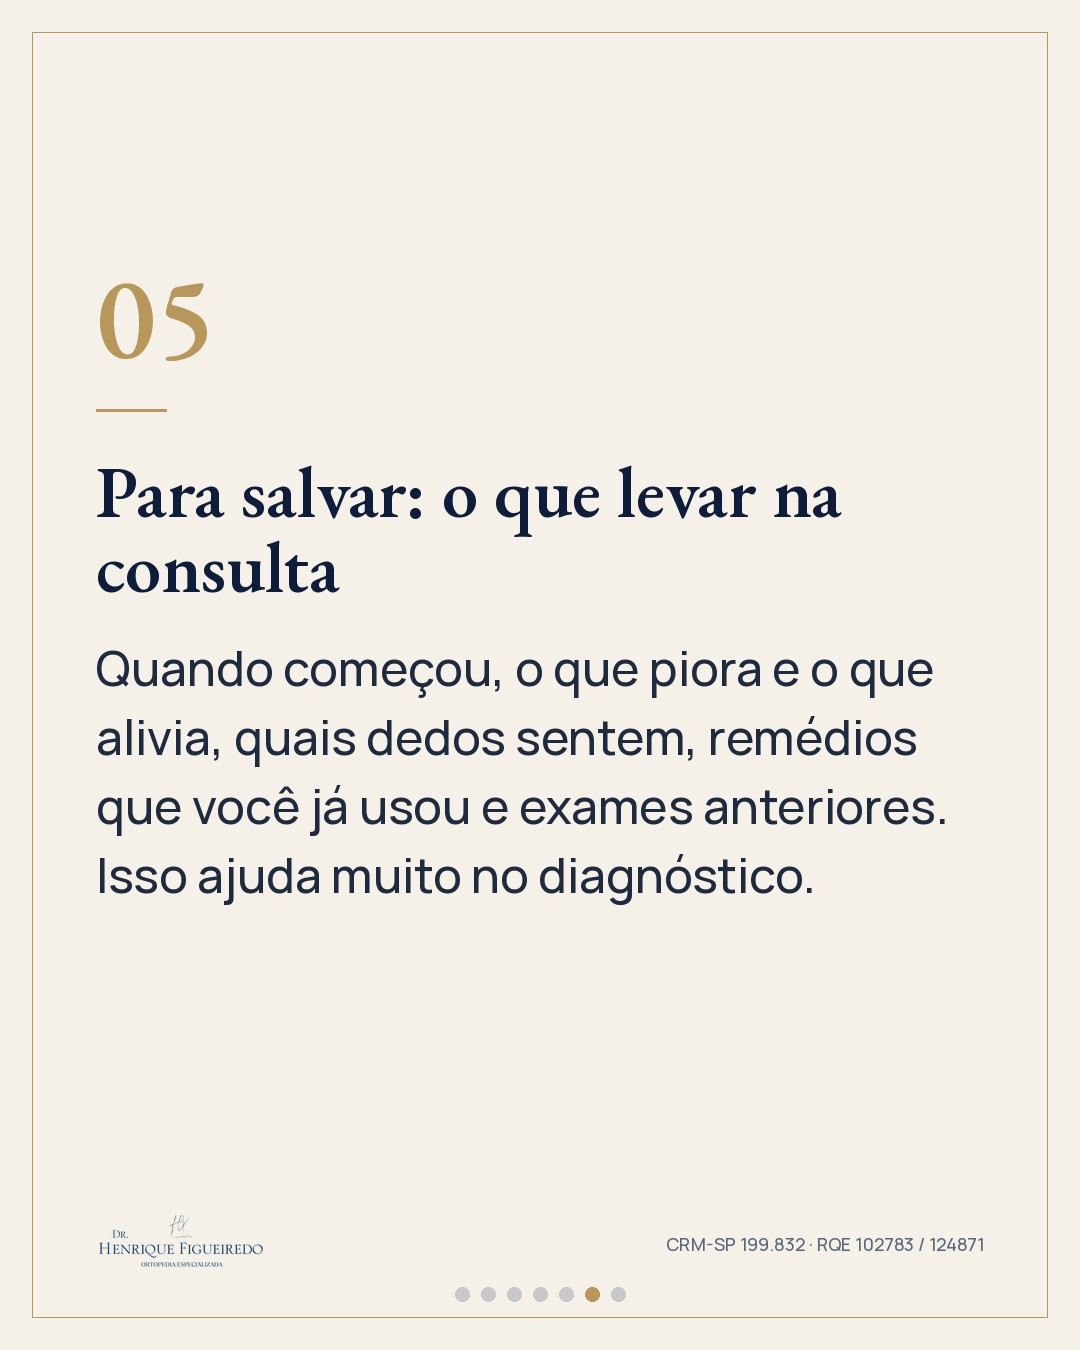 05
Para salvar: o que levar na
consulta
Quando começou, o que piora e o que
alivia, quais dedos sentem, remédios
que você já usou e exames anteriores.
Isso ajuda muito no diagnóstico.
DR.
HENRIQUE FIGUEIREDO
ORTOPEDIA ESPECIALIZADA
CRM-SP 199.832 · RQE 102783 / 124871